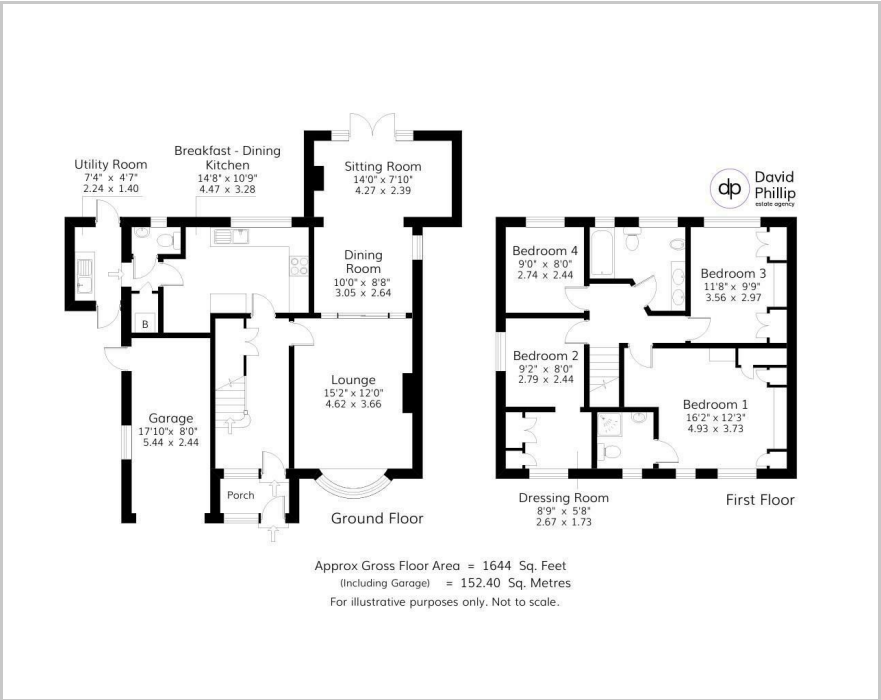 Utility Room
7'4" x 4'7"
2.24 x 1.40
Breakfast - Dining
Kitchen
14'8" x 10'9"
4.47 x 3.28
Sitting Room
14'0" x 7'10"
4.27 x 2.39
Dining
Room
10'0" x 8'8"
3.05 x 2.64
B
Lounge
15'2" x 12'0"
4.62 x 3.66
Garage
17'10"x 8'0"
5.44 x 2.44
Porch
Ground Floor
dp
David
Phillip
estate agency
Bedroom 4
9'0" x 8'0"
2.74 x 2.44
Bedroom 3
11'8" x 9'9"
3.56 x 2.97
Bedroom 2
9'2" x 8'0"
2.79 x 2.44
Bedroom 1
16'2" x 12'3"
4.93 x 3.73
Dressing Room
8'9" x 5'8"
2.67 x 1.73
First Floor
Approx Gross Floor Area = 1644 Sq. Feet
(Including Garage) = 152.40 Sq. Metres
For illustrative purposes only. Not to scale.